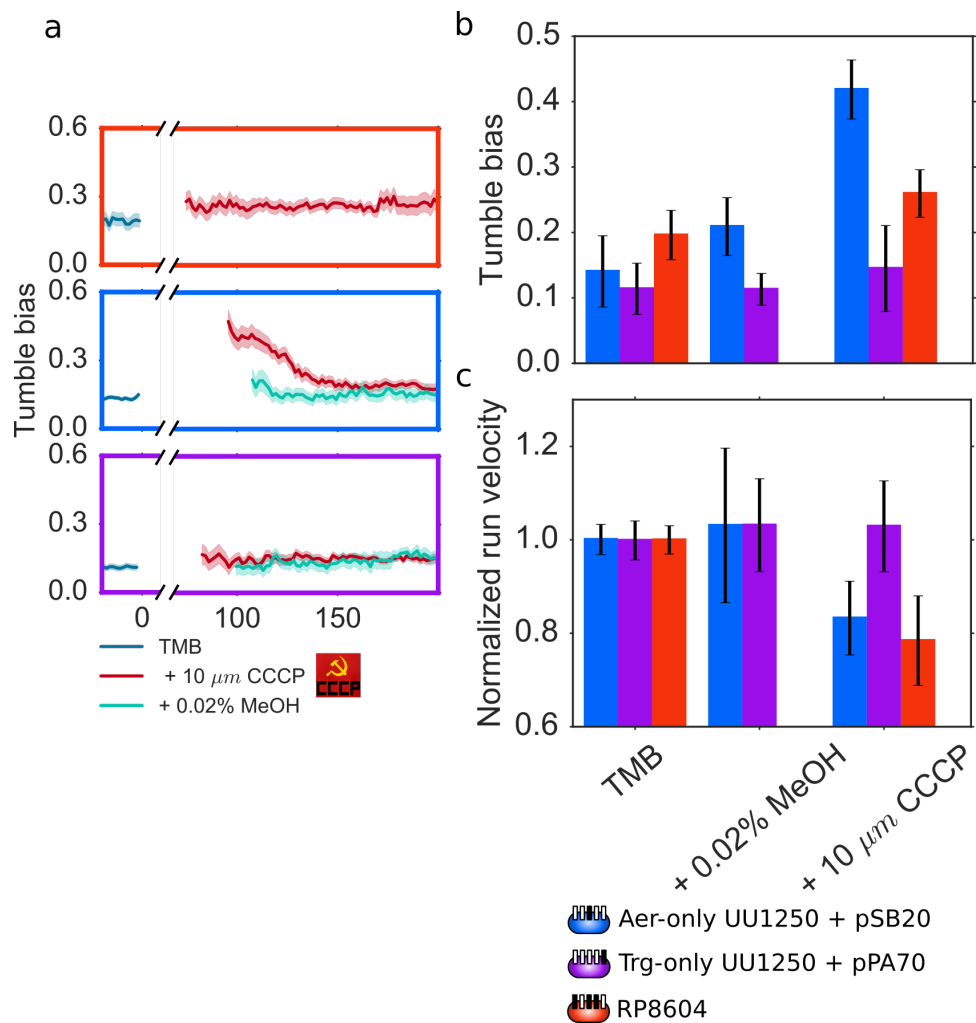 a
Tumble bias
0.6
0.3
0.0
0.6
0.3
0.0
0.6
0.3
0.0
0
100
150
TMB
+ 10 μm CCCP
+ 0.02% MeOH
CCCP
b
Tumble bias
0.5
0.4
0.3
0.2
0.1
0.0
c
Normalized run velocity
1.2
1.0
0.8
0.6
TMB
+ 0.02% MeOH
+ 10 μm CCCP
Aer-only UU1250 + pSB20
Trg-only UU1250 + pPA70
RP8604